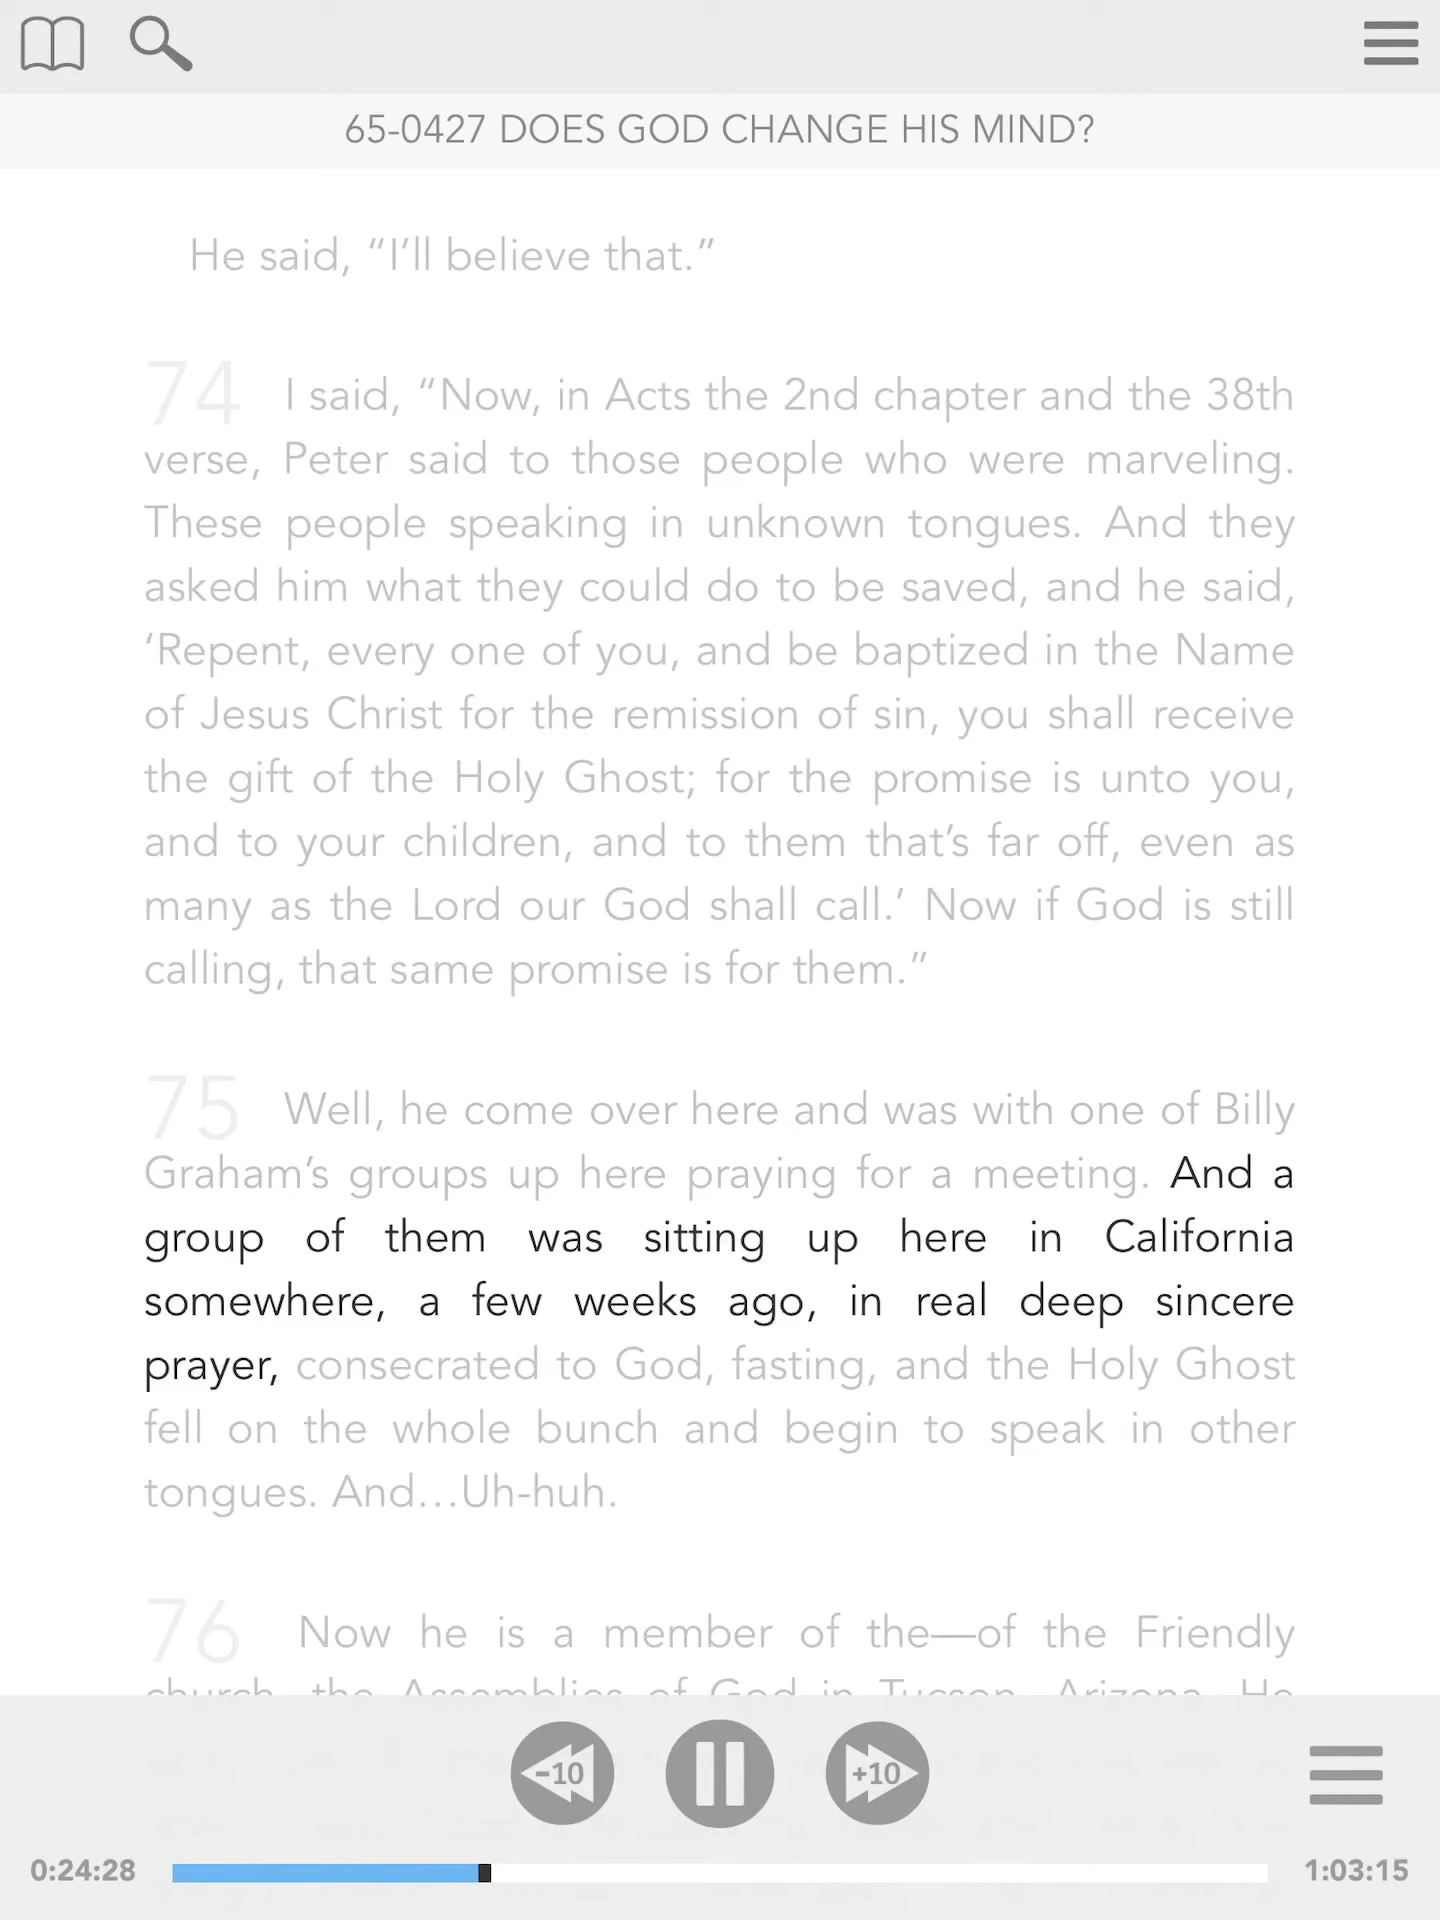 65-0427 DOES GOD CHANGE HIS MIND?
He said, “I’ll believe that.”
74 I said, “Now, in Acts the 2nd chapter and the 38th
verse, Peter said to those people who were marveling.
These people speaking in unknown tongues. And they
asked him what they could do to be saved, and he said,
‘Repent, every one of you, and be baptized in the Name
of Jesus Christ for the remission of sin, you shall receive
the gift of the Holy Ghost; for the promise is unto you,
and to your children, and to them that’s far off, even as
many as the Lord our God shall call.’ Now if God is still
calling, that same promise is for them.”
75 Well, he come over here and was with one of Billy
Graham’s groups up here praying for a meeting. And a
group of them was sitting up here in California
somewhere, a few weeks ago, in real deep sincere
prayer, consecrated to God, fasting, and the Holy Ghost
fell on the whole bunch and begin to speak in other
tongues. And…Uh-huh.
76 Now he is a member of the—of the Friendly
church, the Assemblies of God in Tucson, Arizona. He
-10 +10
0:24:28 1:03:15